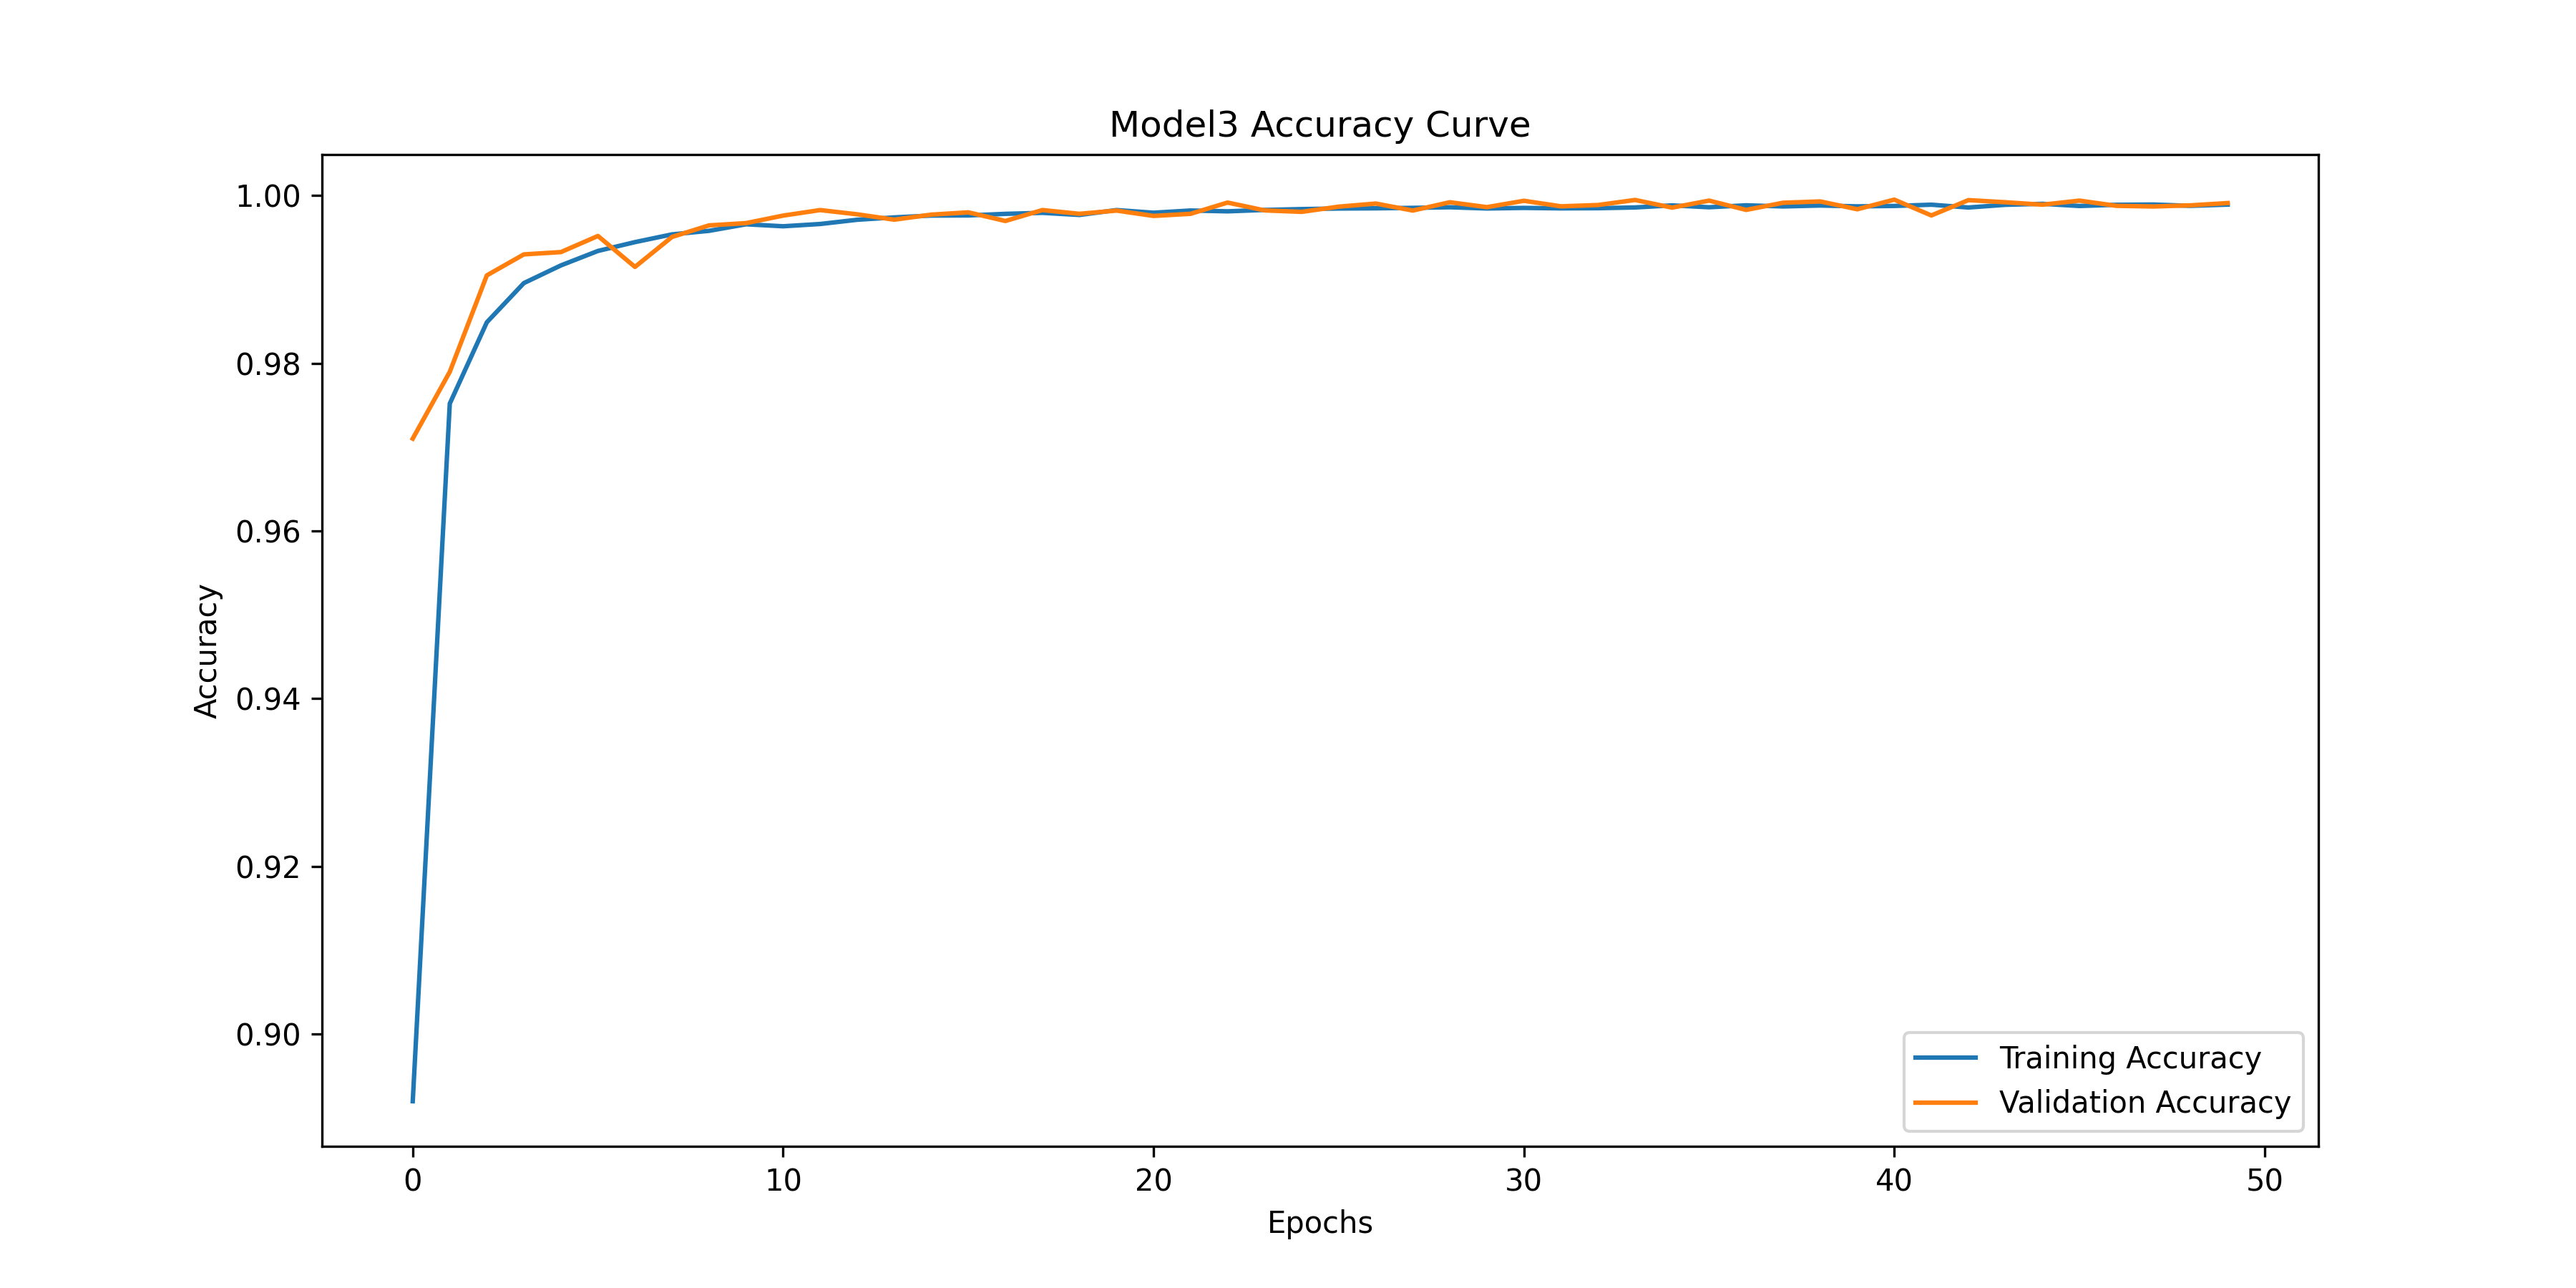 Model3 Accuracy Curve
1.00
0.98
0.96
0.94
0.92
0.90
Accuracy
0 10 20 30 40 50
Epochs
Training Accuracy
Validation Accuracy